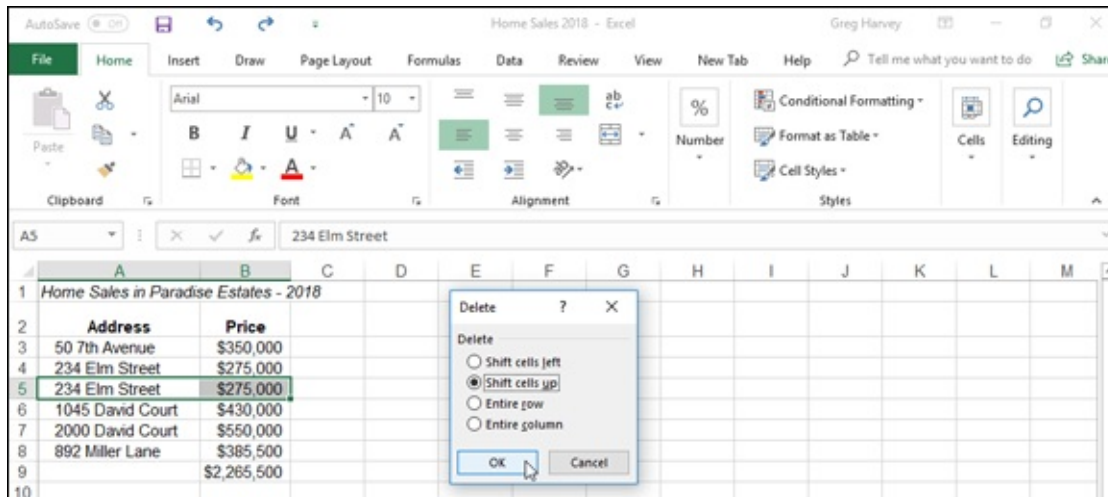 AutoSave Off Home Sales 2018 - Excel Greg Harvey
File Home Insert Draw Page Layout Formulas Data Review View New Tab Help Tell me what you want to do Shar
Paste Arial 10 ab % Conditional Formatting
B I U A A Number Format as Table Cells Editing
A Cell Styles
Clipboard Font Alignment Styles
A5 fx 234 Elm Street
A B C D E F G H I J K L M
1 Home Sales in Paradise Estates - 2018
2 Address Price
3 50 7th Avenue $350,000
4 234 Elm Street $275,000
5 234 Elm Street $275,000
6 1045 David Court $430,000
7 2000 David Court $550,000
8 892 Miller Lane $385,500
9 $2,265,500
10
Delete ? ×
Delete
Shift cells left
Shift cells up
Entire row
Entire column
OK Cancel